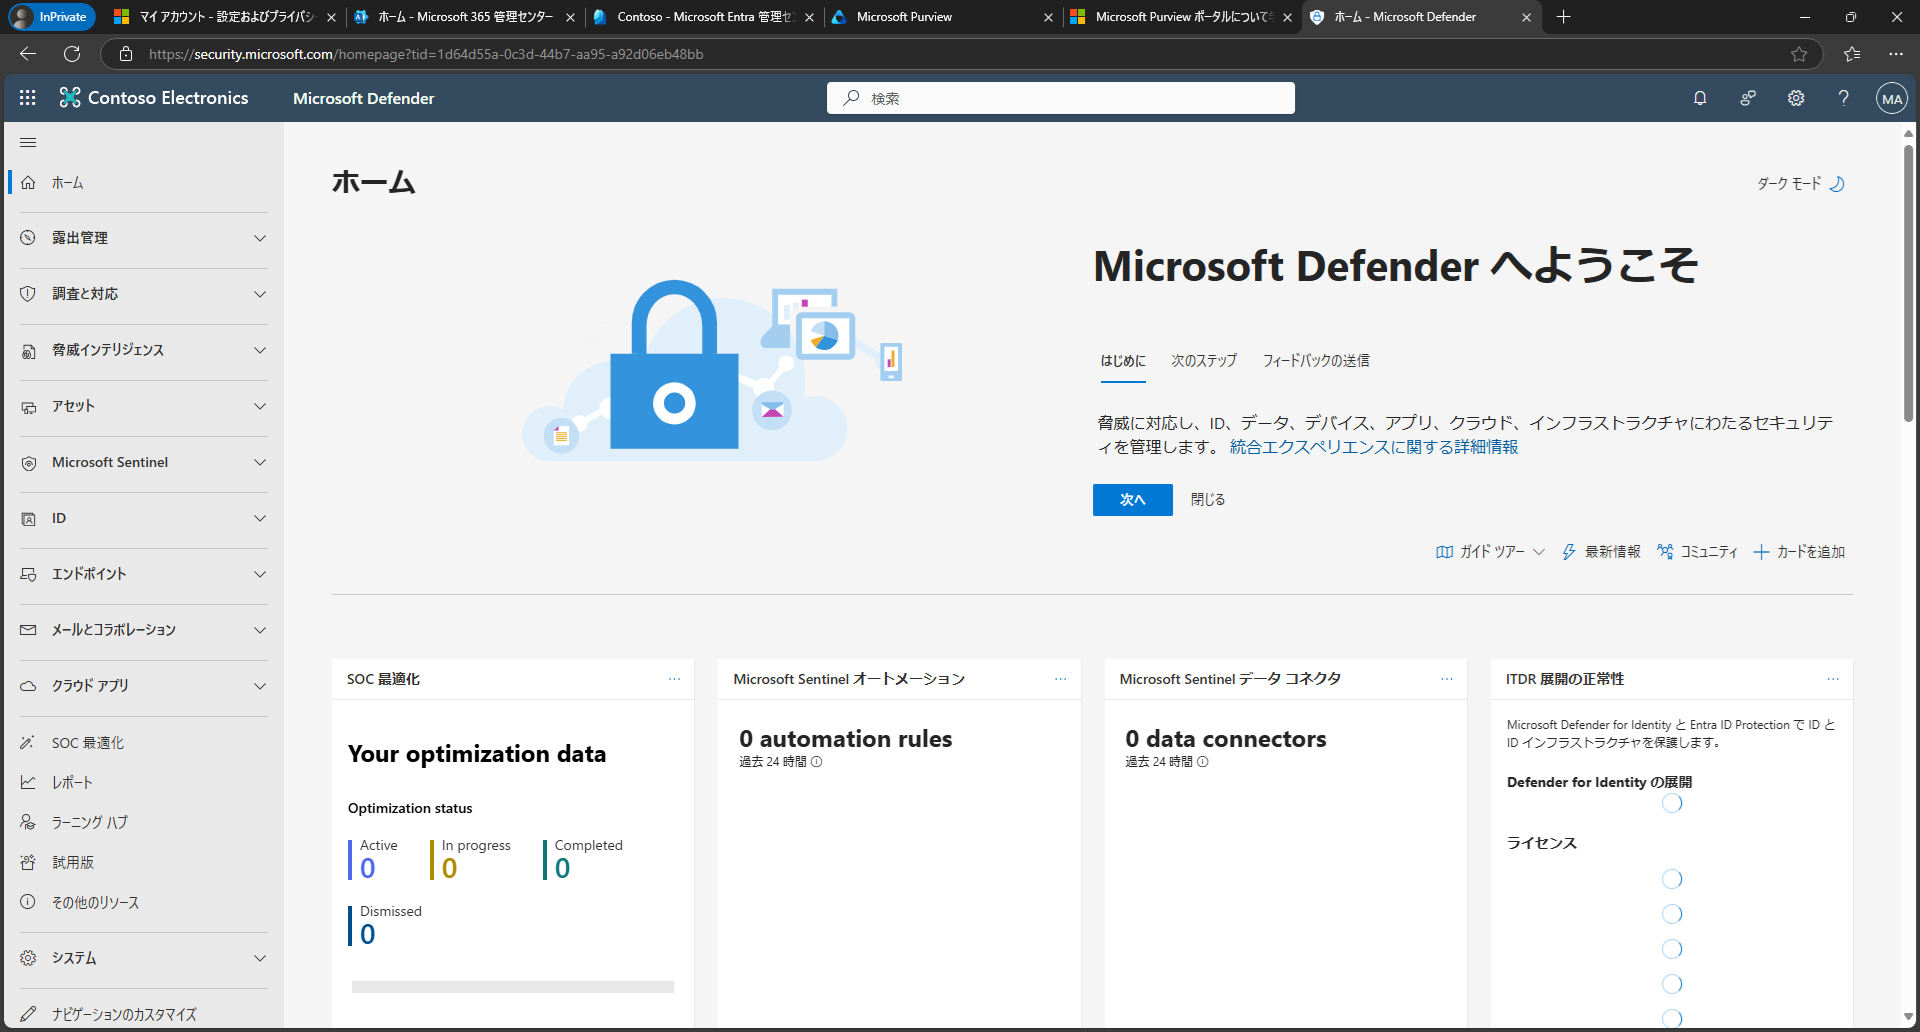 InPrivate
マイ アカウント - 設定およびプライバシー
ホーム - Microsoft 365 管理センター
Contoso - Microsoft Entra 管理セン
Microsoft Purview
Microsoft Purview ポータルについて学
ホーム - Microsoft Defender
https://security.microsoft.com/homepage?tid=1d64d55a-0c3d-44b7-aa95-a92d06eb48bb
Contoso Electronics
Microsoft Defender
検索
MA
ホーム
露出管理
調査と対応
脅威インテリジェンス
アセット
Microsoft Sentinel
ID
エンドポイント
メールとコラボレーション
クラウド アプリ
SOC 最適化
レポート
ラーニング ハブ
試用版
その他のリソース
システム
ナビゲーションのカスタマイズ
ホーム
ダーク モード
Microsoft Defender へようこそ
はじめに
次のステップ
フィードバックの送信
脅威に対応し、ID、データ、デバイス、アプリ、クラウド、インフラストラクチャにわたるセキュリテ
ィを管理します。 統合エクスペリエンスに関する詳細情報
次へ
閉じる
ガイド ツアー
最新情報
コミュニティ
カードを追加
SOC 最適化
Your optimization data
Optimization status
Active
0
In progress
0
Completed
0
Dismissed
0
Microsoft Sentinel オートメーション
0 automation rules
過去 24 時間
Microsoft Sentinel データ コネクタ
0 data connectors
過去 24 時間
ITDR 展開の正常性
Microsoft Defender for Identity と Entra ID Protection で ID と
ID インフラストラクチャを保護します。
Defender for Identity の展開
ライセンス